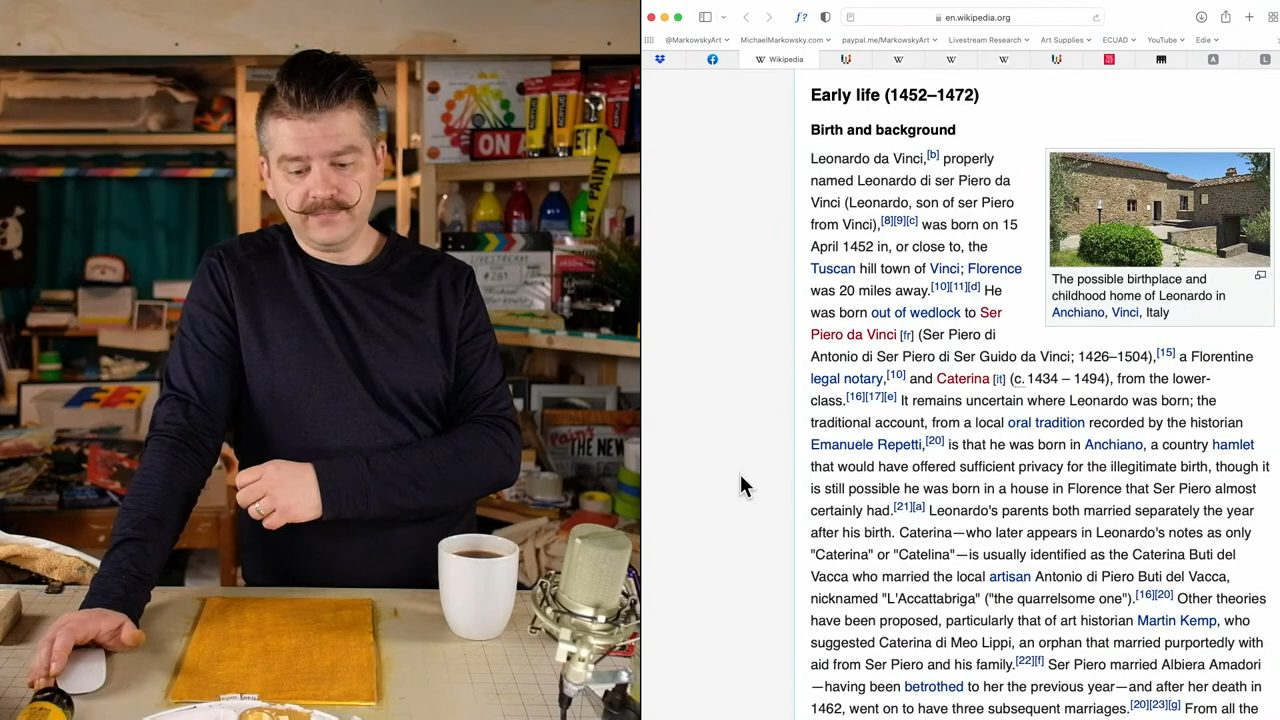 ON A
WET PAINT
LIVESTREAM
#281
THE NEW
en.wikipedia.org
@MarkowskyArt
MichaelMarkowsky.com
paypal.me/MarkowskyArt
Livestream Research
Art Supplies
ECUAD
YouTube
Edie
Wikipedia
Early life (1452–1472)
Birth and background
Leonardo da Vinci,[b] properly
named Leonardo di ser Piero da
Vinci (Leonardo, son of ser Piero
from Vinci),[8][9][c] was born on 15
April 1452 in, or close to, the
Tuscan hill town of Vinci; Florence
was 20 miles away.[10][11][d] He
was born out of wedlock to Ser
Piero da Vinci [fr] (Ser Piero di
Antonio di Ser Piero di Ser Guido da Vinci; 1426–1504),[15] a Florentine
legal notary,[10] and Caterina [it] (c. 1434 – 1494), from the lower-
class.[16][17][e] It remains uncertain where Leonardo was born; the
traditional account, from a local oral tradition recorded by the historian
Emanuele Repetti,[20] is that he was born in Anchiano, a country hamlet
that would have offered sufficient privacy for the illegitimate birth, though it
is still possible he was born in a house in Florence that Ser Piero almost
certainly had.[21][a] Leonardo's parents both married separately the year
after his birth. Caterina—who later appears in Leonardo's notes as only
"Caterina" or "Catelina"—is usually identified as the Caterina Buti del
Vacca who married the local artisan Antonio di Piero Buti del Vacca,
nicknamed "L'Accattabriga" ("the quarrelsome one").[16][20] Other theories
have been proposed, particularly that of art historian Martin Kemp, who
suggested Caterina di Meo Lippi, an orphan that married purportedly with
aid from Ser Piero and his family.[22][f] Ser Piero married Albiera Amadori
—having been betrothed to her the previous year—and after her death in
1462, went on to have three subsequent marriages.[20][23][g] From all the
The possible birthplace and
childhood home of Leonardo in
Anchiano, Vinci, Italy